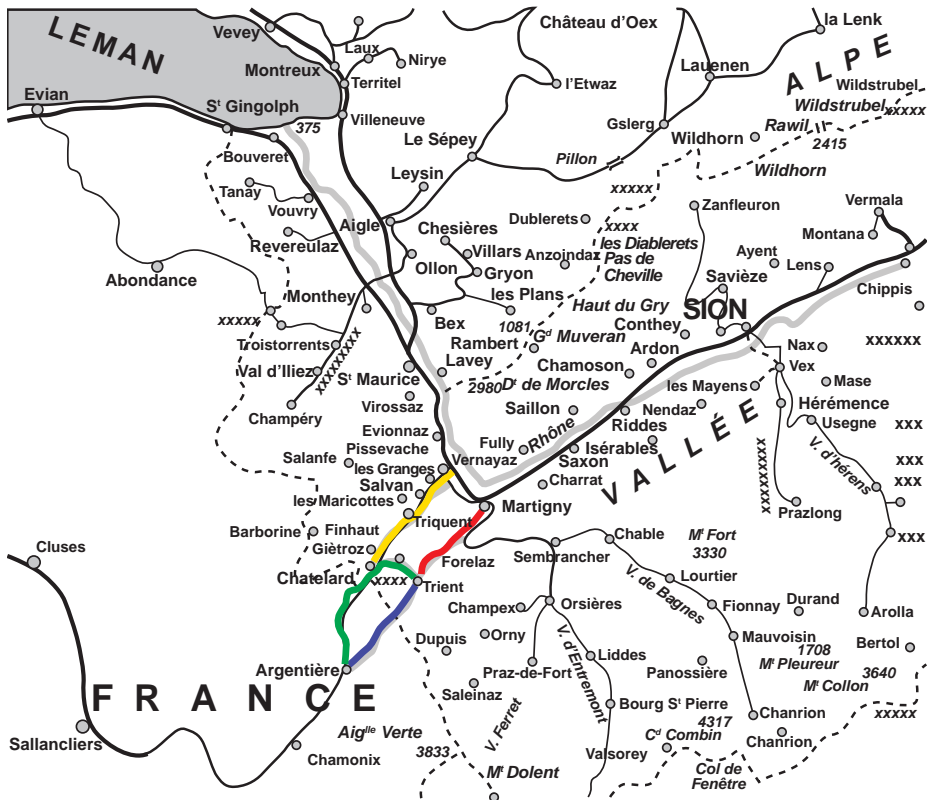 Château d'Oex
la Lenk
Vevey
Laux
Nirye
LEMAN
Montreux
Territel
Lauenen
ALPE
l'Etwaz
Wildstrubel
Evian
St Gingolph
Wildstrubel
xxxxx
375
Villeneuve
Gslerg
Rawil
Wildhorn
2415
Le Sépey
Bouveret
Pillon
Wildhorn
Leysin
Tanay
xxxxx
Vouvry
Zanfleuron
Vermala
Dublerets
xxxx
Aigle
Chesières
Montana
Revereulaz
les Diablerets
Villars
Anzoindaz
Pas de
Ayent
Ollon
Cheville
Lens
Gryon
Savièze
Abondance
les Plans
Chippis
Monthey
Haut du Gry
SION
Bex
1081
xxxxx
Conthey
Gd Muveran
Rambert
xxxxxx
Troistorrents
Nax
Ardon
Lavey
xxxxxxxxx
Vex
Val d'Iliez
Chamoson
St Maurice
2980
Dt de Morcles
les Mayens
Mase
Virossaz
Hérémence
Champéry
Saillon
Nendaz
Usegne
xxx
Riddes
Evionnaz
VALLÉE
Fully
Rhône
Pissevache
Isérables
V. d'hérens
Salanfe
Vernayaz
xxx
les Granges
Saxon
xxxxxxxxx
xxx
Salvan
Charrat
les Maricottes
Martigny
Prazlong
Triquent
Barborine
Finhaut
Chable
Mt Fort
xxx
Cluses
Giètroz
3330
Sembrancher
Forelaz
Chatelard
xxxx
V. de Bagnes
Lourtier
Trient
Champex
Orsières
Fionnay
Durand
Arolla
Dupuis
Orny
V. d'Entremont
Mauvoisin
Bertol
1708
Liddes
Argentière
Praz-de-Fort
Panossière
Mt Pleureur
3640
FRANCE
Saleinaz
Mt Collon
Bourg St Pierre
V. Ferret
4317
Chanrion
xxxxx
Aiglle Verte
Sallancliers
Cd Combin
Chanrion
3833
Valsorey
Chamonix
Col de
Mt Dolent
Fenêtre